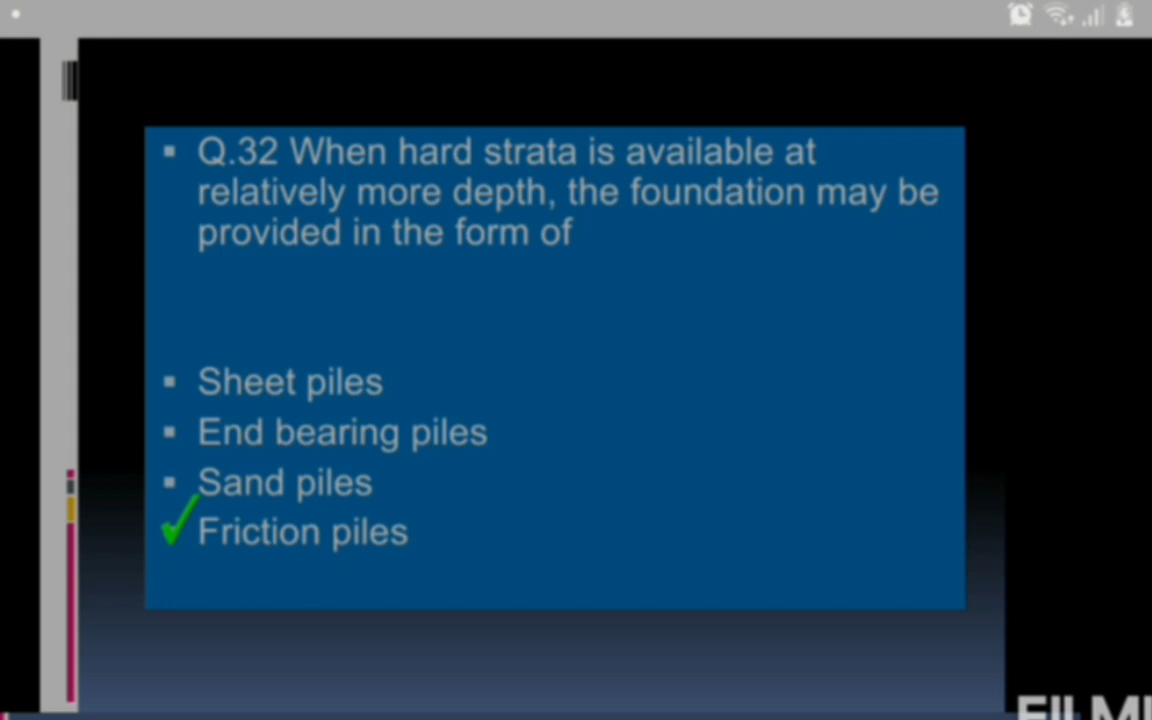 Q.32 When hard strata is available at
relatively more depth, the foundation may be
provided in the form of
Sheet piles
End bearing piles
Sand piles
Friction piles